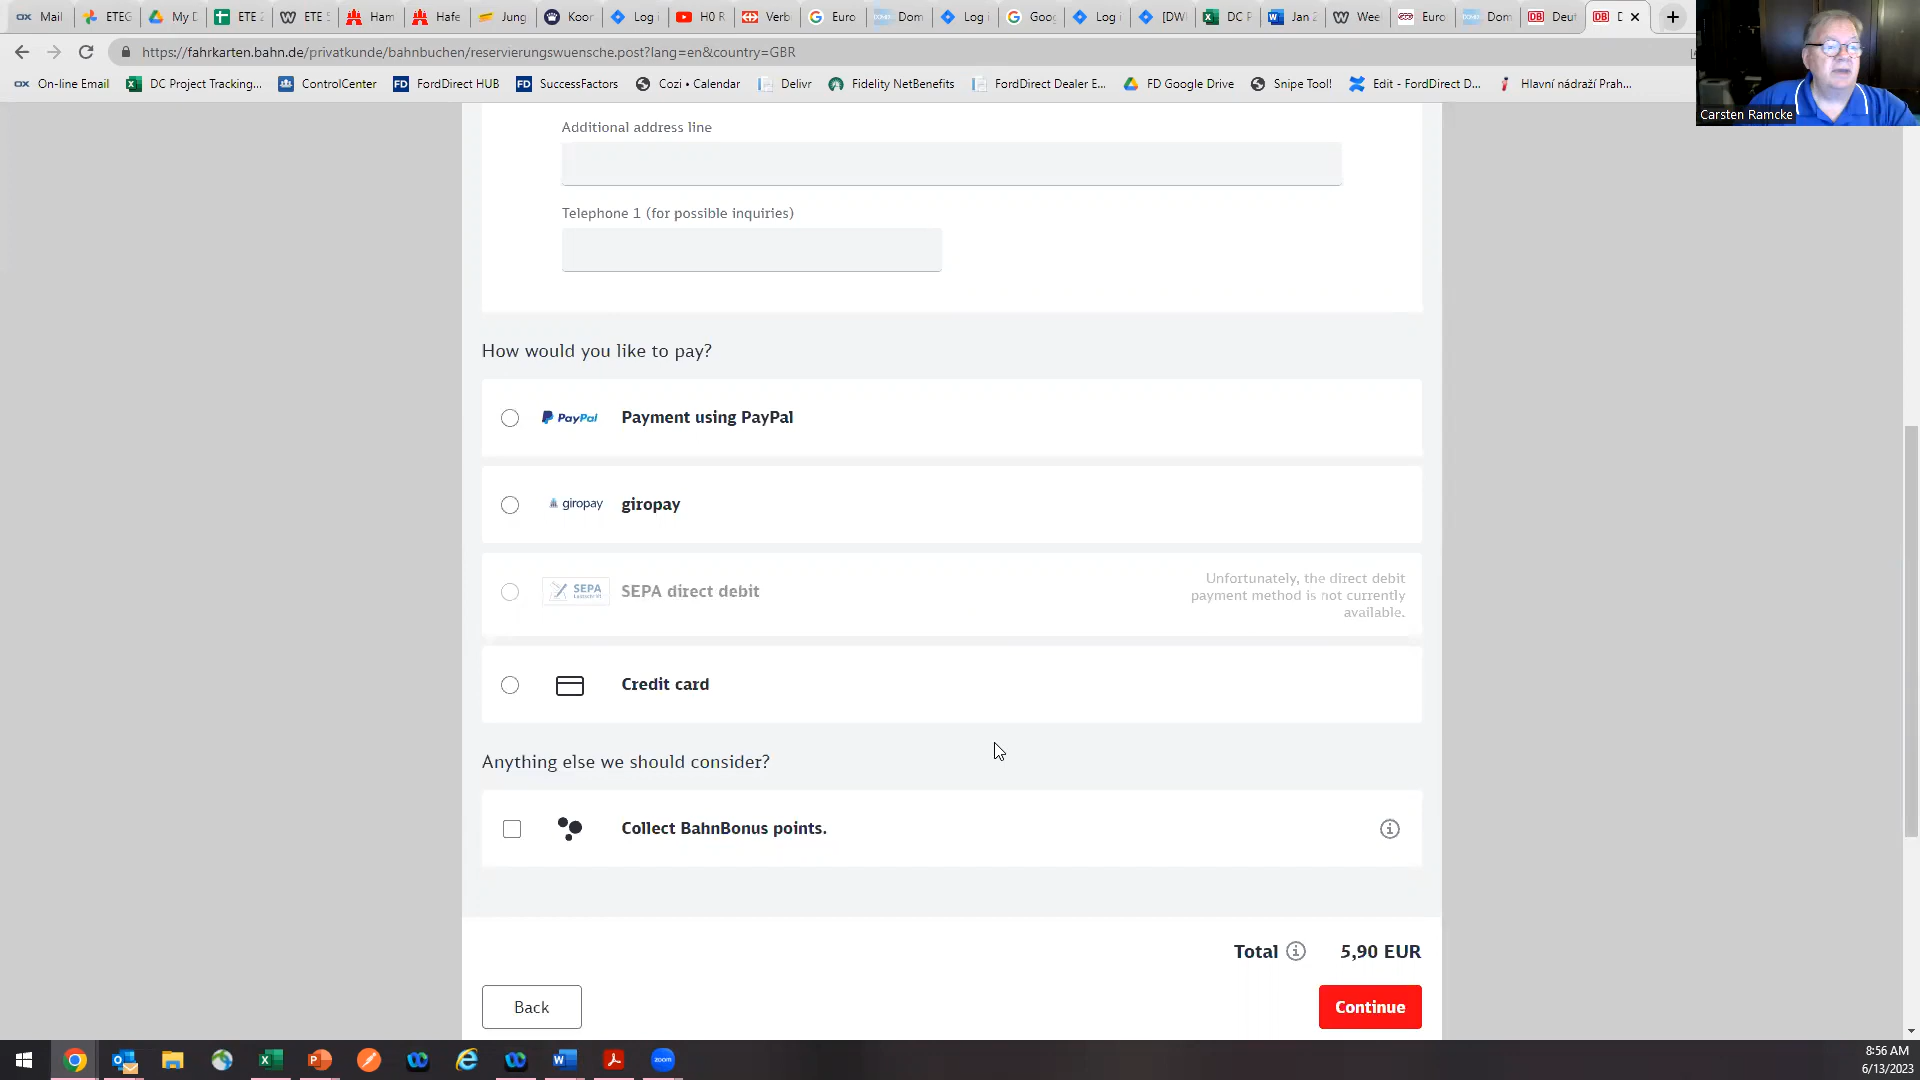 Mail
ETEG
My D
ETE 2
ETE S
Ham
Hafe
Jung
Koor
Log i
H0 R
Verb
Euro
Dom
Log i
Goog
Log i
[DW
DC P
Jan 2
Wee
Euro
Dom
Deut
D
https://fahrkarten.bahn.de/privatkunde/bahnbuchen/reservierungswuensche.post?lang=en&country=GBR
On-line Email
DC Project Tracking...
ControlCenter
FordDirect HUB
SuccessFactors
Cozi • Calendar
Delivr
Fidelity NetBenefits
FordDirect Dealer E...
FD Google Drive
Snipe Tool!
Edit - FordDirect D...
Hlavní nádraží Prah...
Carsten Ramcke
Additional address line
Telephone 1 (for possible inquiries)
How would you like to pay?
PayPal Payment using PayPal
giropay giropay
SEPA SEPA direct debit
Unfortunately, the direct debit
payment method is not currently
available.
Credit card
Anything else we should consider?
Collect BahnBonus points.
Total 5,90 EUR
Back
Continue
8:56 AM
6/13/2023